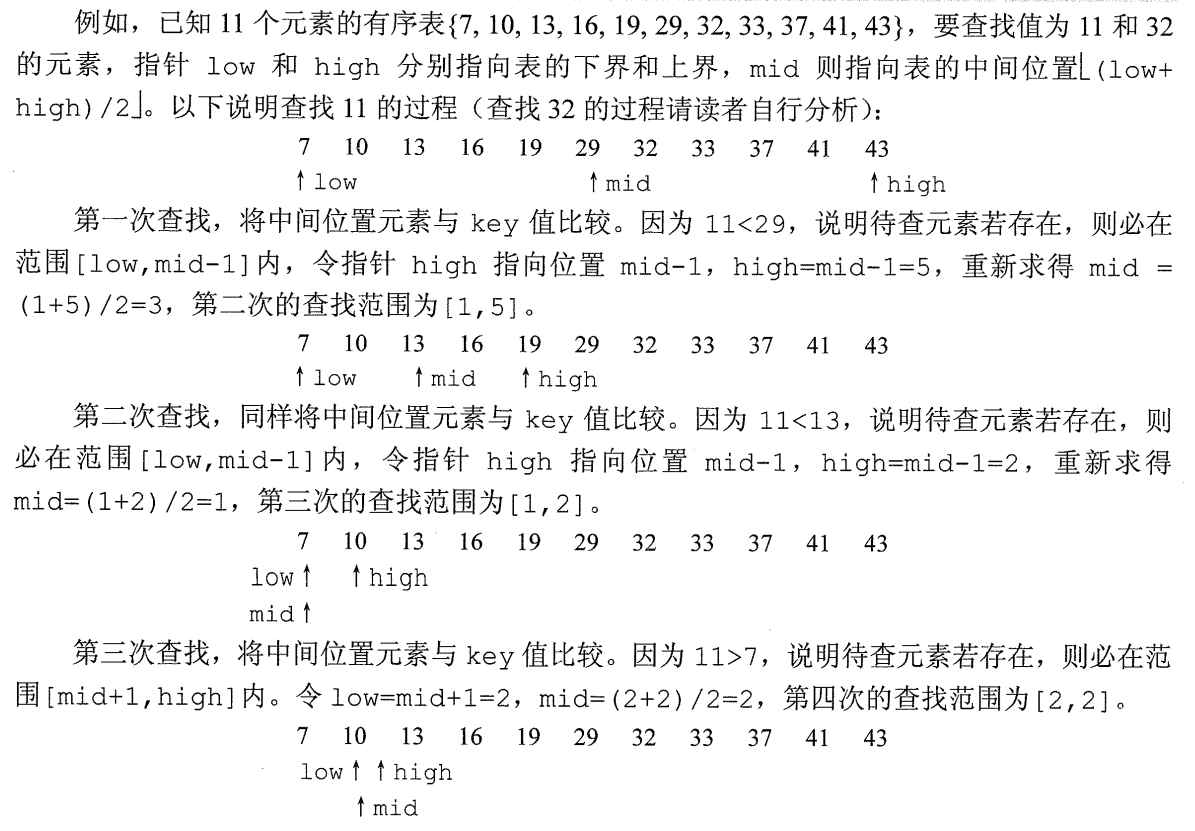 例如，已知 11 个元素的有序表{7, 10, 13, 16, 19, 29, 32, 33, 37, 41, 43}，要查找值为 11 和 32
的元素，指针 low 和 high 分别指向表的下界和上界，mid 则指向表的中间位置⌊(low+
high)/2⌋。以下说明查找 11 的过程（查找 32 的过程请读者自行分析）：
7 10 13 16 19 29 32 33 37 41 43
↑low ↑mid ↑high
第一次查找，将中间位置元素与 key 值比较。因为 11<29，说明待查元素若存在，则必在
范围[low,mid-1]内，令指针 high 指向位置 mid-1，high=mid-1=5，重新求得 mid =
(1+5)/2=3，第二次的查找范围为[1,5]。
7 10 13 16 19 29 32 33 37 41 43
↑low ↑mid ↑high
第二次查找，同样将中间位置元素与 key 值比较。因为 11<13，说明待查元素若存在，则
必在范围[low,mid-1]内，令指针 high 指向位置 mid-1，high=mid-1=2，重新求得
mid=(1+2)/2=1，第三次的查找范围为[1,2]。
7 10 13 16 19 29 32 33 37 41 43
low↑ ↑high
mid↑
第三次查找，将中间位置元素与 key 值比较。因为 11>7，说明待查元素若存在，则必在范
围[mid+1,high]内。令 low=mid+1=2，mid=(2+2)/2=2，第四次的查找范围为[2,2]。
7 10 13 16 19 29 32 33 37 41 43
low↑ ↑high
↑mid